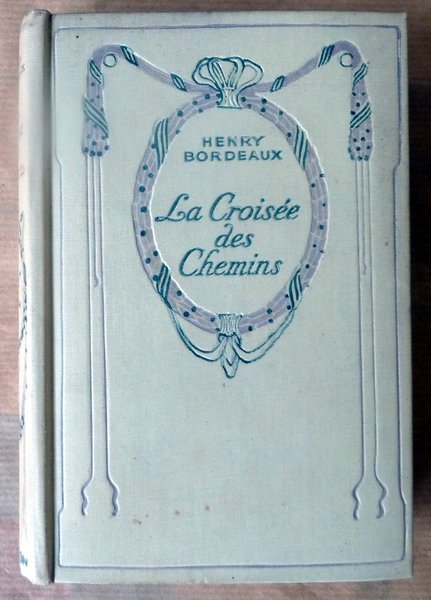 HENRY
BORDEAUX
La Croisée
des
Chemins